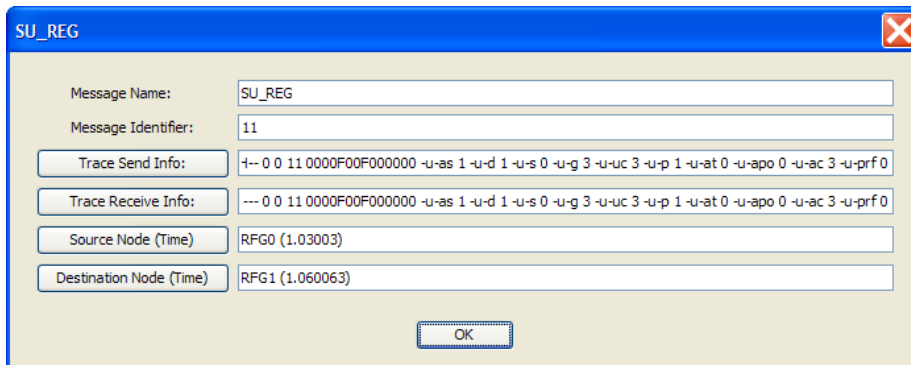 SU_REG
Message Name: SU_REG
Message Identifier: 11
Trace Send Info: -- 0 0 11 0000F00F000000 -u-as 1 -u-d 1 -u-s 0 -u-g 3 -u-uc 3 -u-p 1 -u-at 0 -u-apo 0 -u-ac 3 -u-prf 0
Trace Receive Info: --- 0 0 11 0000F00F000000 -u-as 1 -u-d 1 -u-s 0 -u-g 3 -u-uc 3 -u-p 1 -u-at 0 -u-apo 0 -u-ac 3 -u-prf 0
Source Node (Time) RFG0 (1.03003)
Destination Node (Time) RFG1 (1.060063)
OK